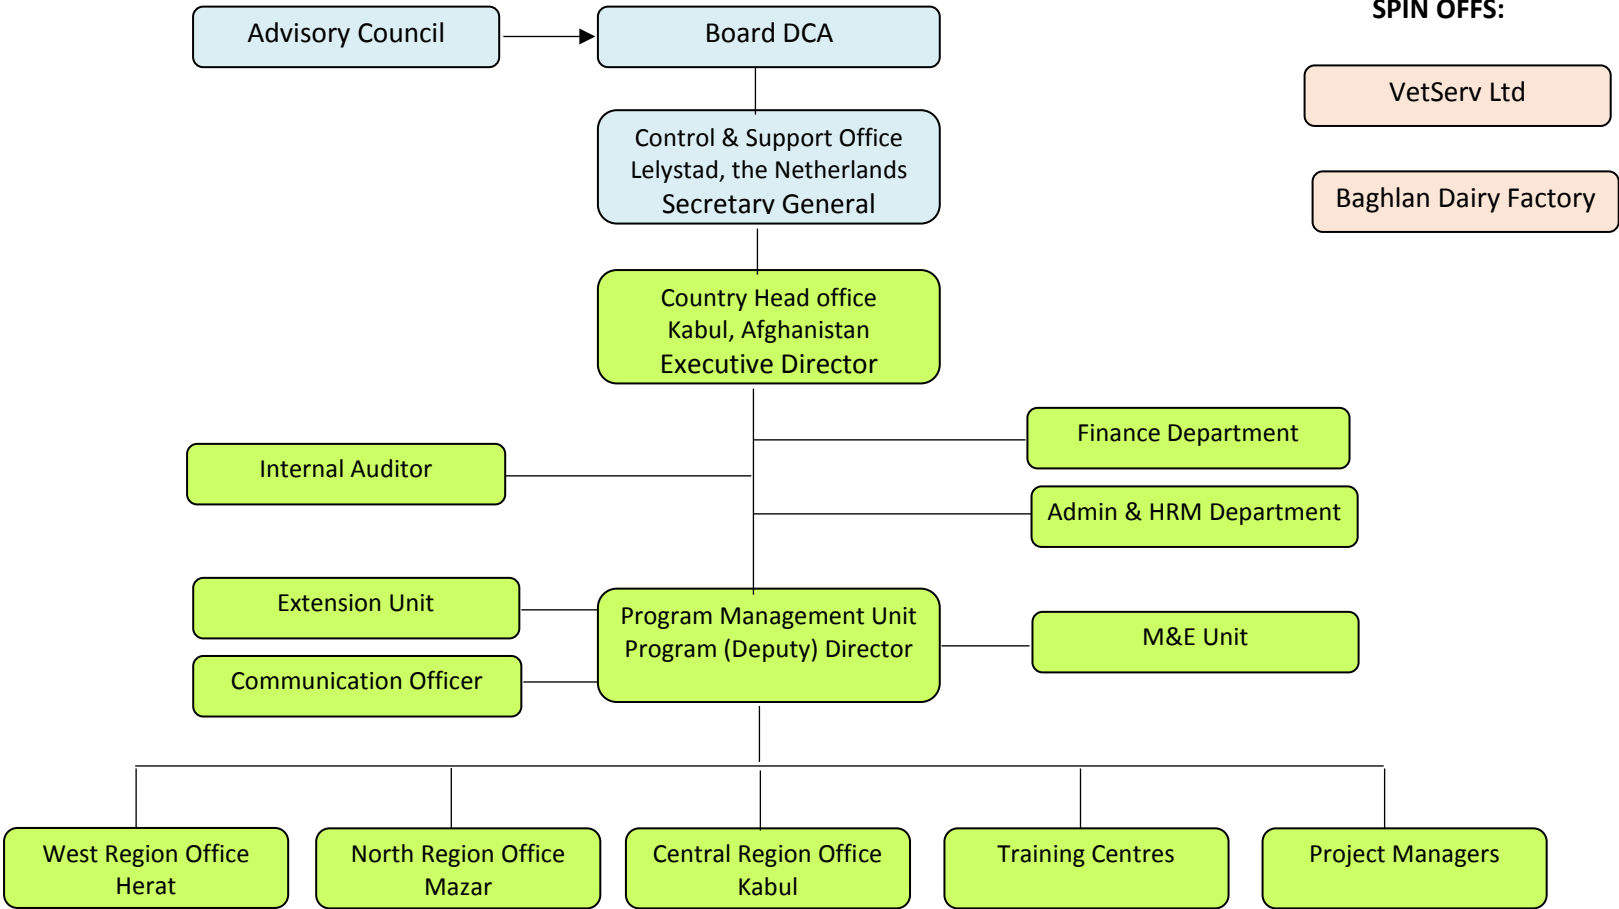 SPIN OFFS:
Advisory Council
Board DCA
VetServ Ltd
Control & Support Office
Lelystad, the Netherlands
Secretary General
Baghlan Dairy Factory
Country Head office
Kabul, Afghanistan
Executive Director
Finance Department
Internal Auditor
Admin & HRM Department
Extension Unit
Program Management Unit
Program (Deputy) Director
M&E Unit
Communication Officer
West Region Office
Herat
North Region Office
Mazar
Central Region Office
Kabul
Training Centres
Project Managers